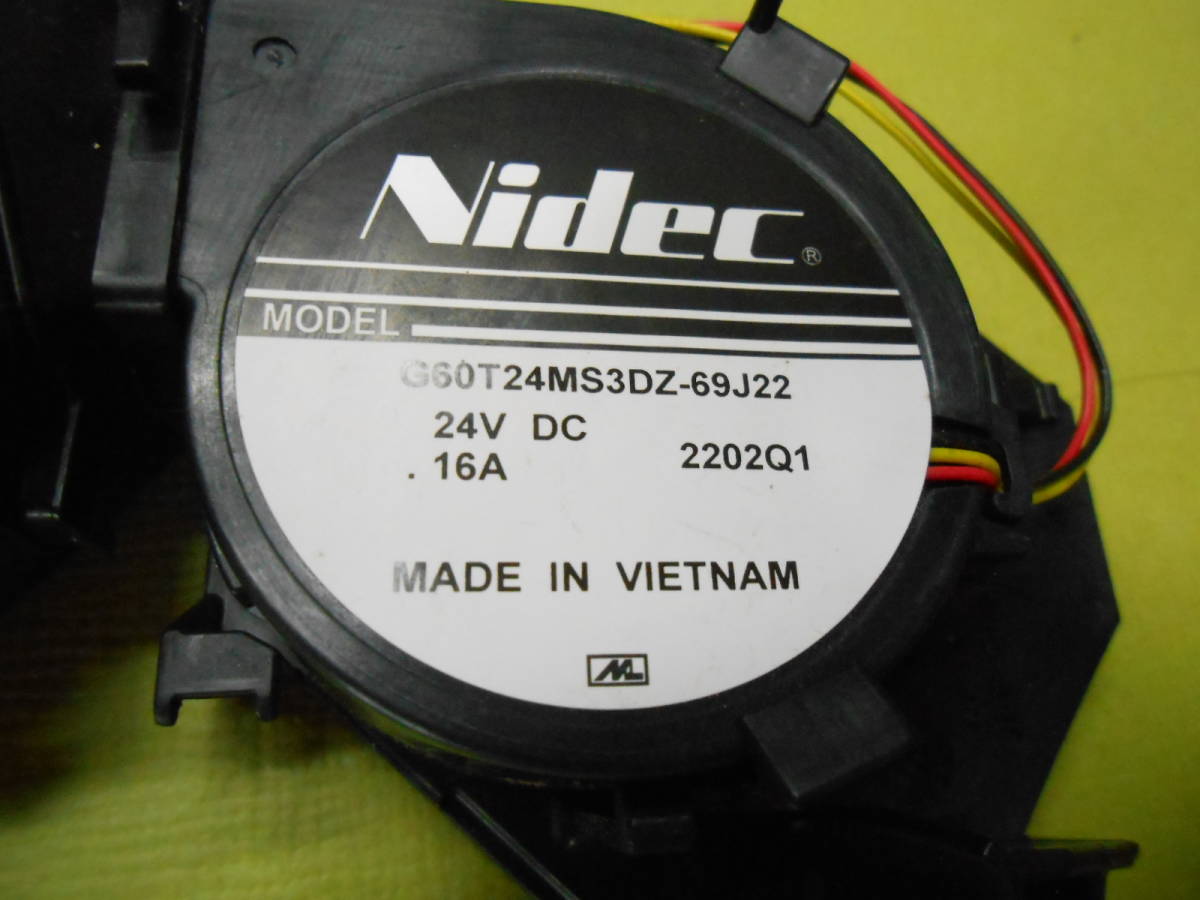 Nidec®
MODEL
G60T24MS3DZ-69J22
24V DC
.16A 2202Q1
MADE IN VIETNAM